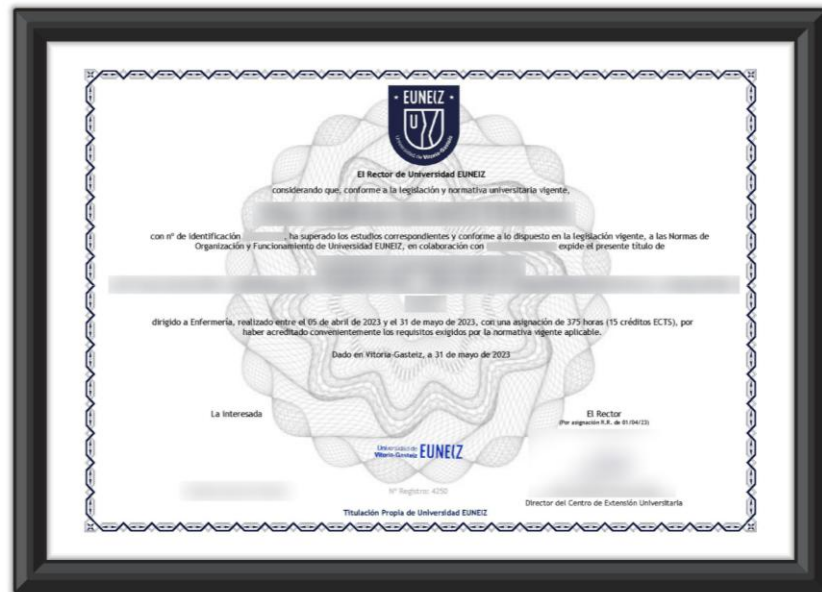 EUNEIZ
Universidad de Vitoria-Gasteiz
El Rector de Universidad EUNEIZ
considerando que, conforme a la legislación y normativa universitaria vigente,
con nº de identificación , ha superado los estudios correspondientes y conforme a lo dispuesto en la legislación vigente, a las Normas de
Organización y Funcionamiento de Universidad EUNEIZ, en colaboración con expide el presente título de
dirigido a Enfermería, realizado entre el 05 de abril de 2023 y el 31 de mayo de 2023, con una asignación de 375 horas (15 créditos ECTS), por
haber acreditado convenientemente los requisitos exigidos por la normativa vigente aplicable.
Dado en Vitoria-Gasteiz, a 31 de mayo de 2023
La interesada
El Rector
(Por asignación R.R. de 01/04/23)
Universidad de
Vitoria-Gasteiz EUNEIZ
Nº Registro: 4250
Director del Centro de Extensión Universitaria
Titulación Propia de Universidad EUNEIZ